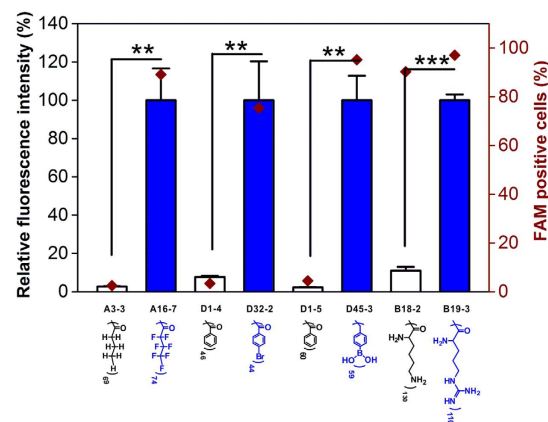 140
120
100
80
60
40
20
0
Relative fluorescence intensity (%)
** ** ** ***
100
80
60
40
20
0
FAM positive cells (%)
A3-3 A16-7 D1-4 D32-2 D1-5 D45-3 B18-2 B19-3
O O O O O O O
H H
H H
H H
H
69
F F
F F
F F
F
74
46
Br
44
60
B
HO OH
59
H₂N
NH₂
130
H₂N
HN
NH₂
HN
110